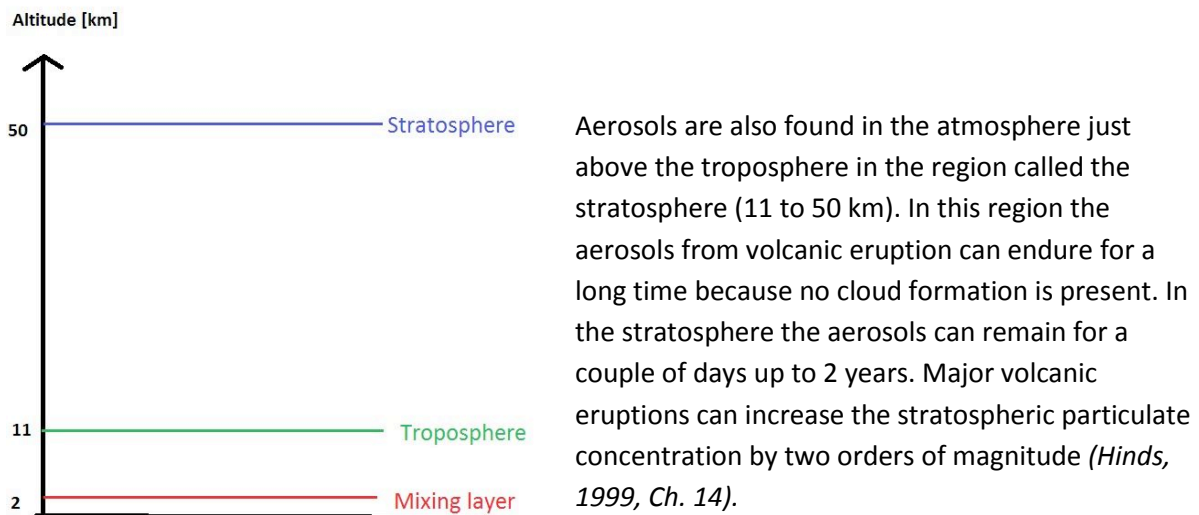 Altitude [km]
50
Stratosphere
11
Troposphere
2
Mixing layer
Aerosols are also found in the atmosphere just
above the troposphere in the region called the
stratosphere (11 to 50 km). In this region the
aerosols from volcanic eruption can endure for a
long time because no cloud formation is present. In
the stratosphere the aerosols can remain for a
couple of days up to 2 years. Major volcanic
eruptions can increase the stratospheric particulate
concentration by two orders of magnitude (Hinds,
1999, Ch. 14).